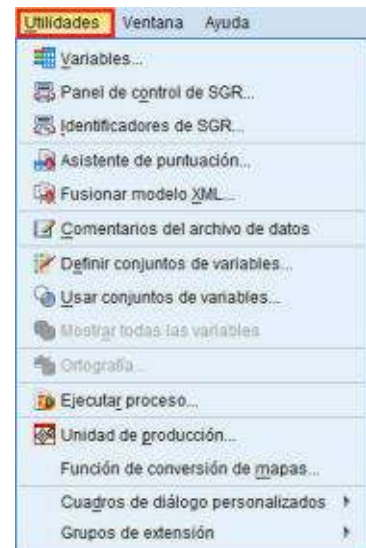 Utilidades Ventana Ayuda
Variables...
Panel de control de SGR...
Identificadores de SGR...
Asistente de puntuación...
Fusionar modelo XML...
Comentarios del archivo de datos
Definir conjuntos de variables...
Usar conjuntos de variables...
Mostrar todas las variables
Ortografía...
Ejecutar proceso...
Unidad de producción...
Función de conversión de mapas...
Cuadros de diálogo personalizados
Grupos de extensión